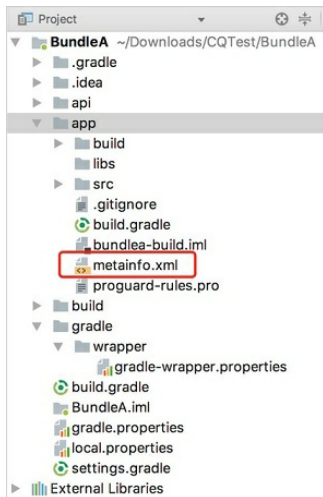 Project
BundleA ~/Downloads/CQTest/BundleA
.gradle
.idea
api
app
build
libs
src
.gitignore
build.gradle
bundlea-build.iml
metainfo.xml
proguard-rules.pro
build
gradle
wrapper
gradle-wrapper.properties
build.gradle
BundleA.iml
gradle.properties
local.properties
settings.gradle
External Libraries